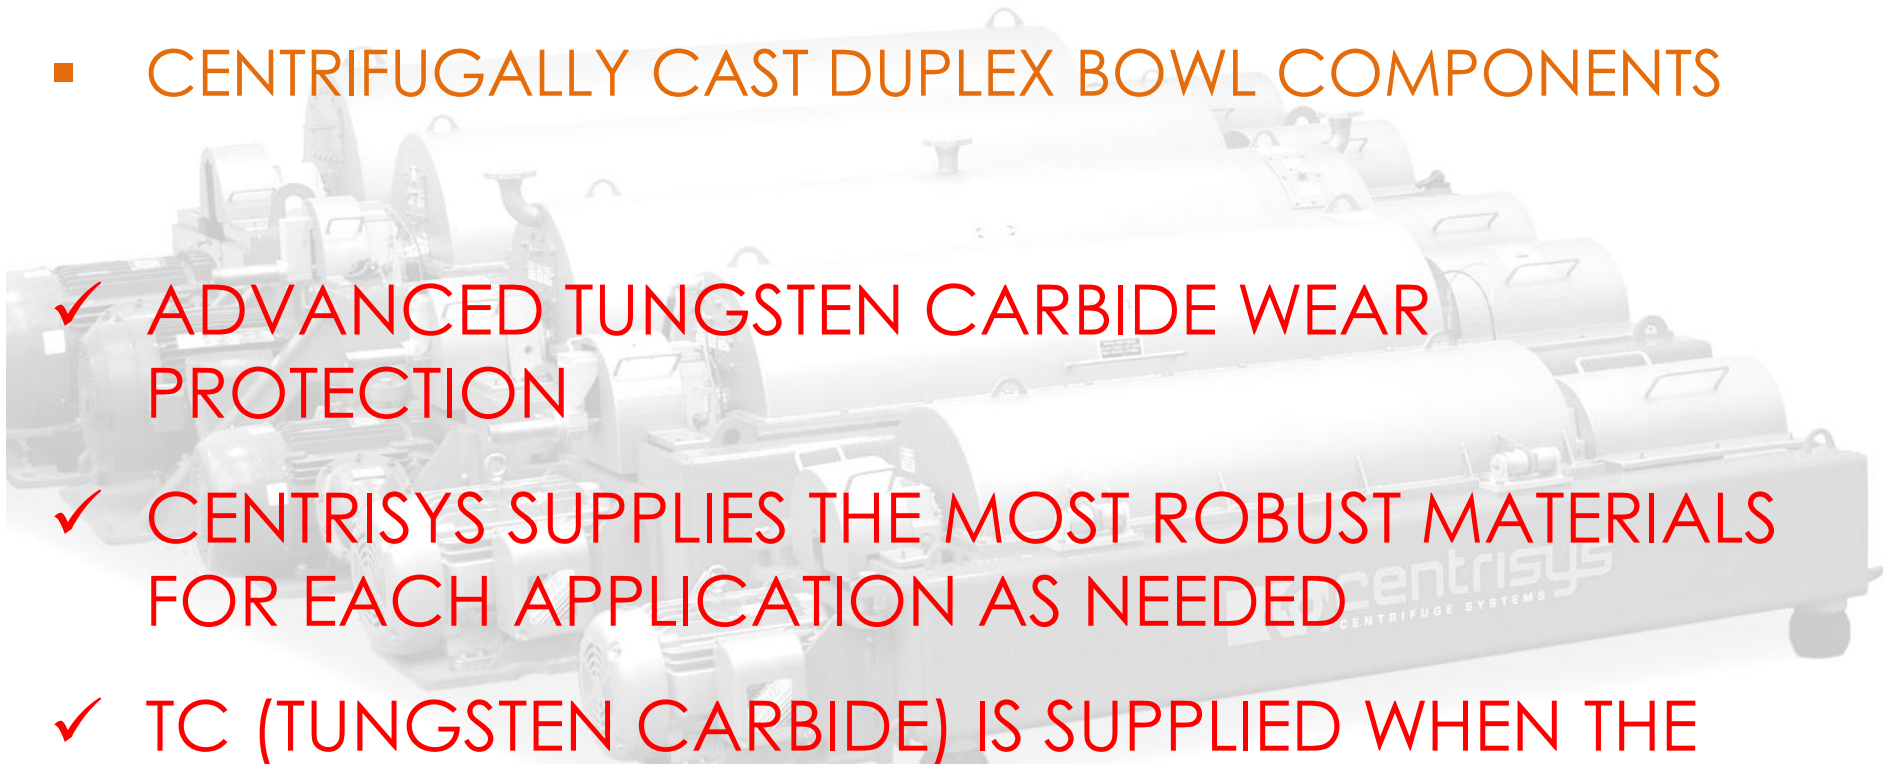 ▪ CENTRIFUGALLY CAST DUPLEX BOWL COMPONENTS
✓ ADVANCED TUNGSTEN CARBIDE WEAR
PROTECTION
✓ CENTRISYS SUPPLIES THE MOST ROBUST MATERIALS
FOR EACH APPLICATION AS NEEDED
centrisys
CENTRIFUGE SYSTEMS
✓ TC (TUNGSTEN CARBIDE) IS SUPPLIED WHEN THE